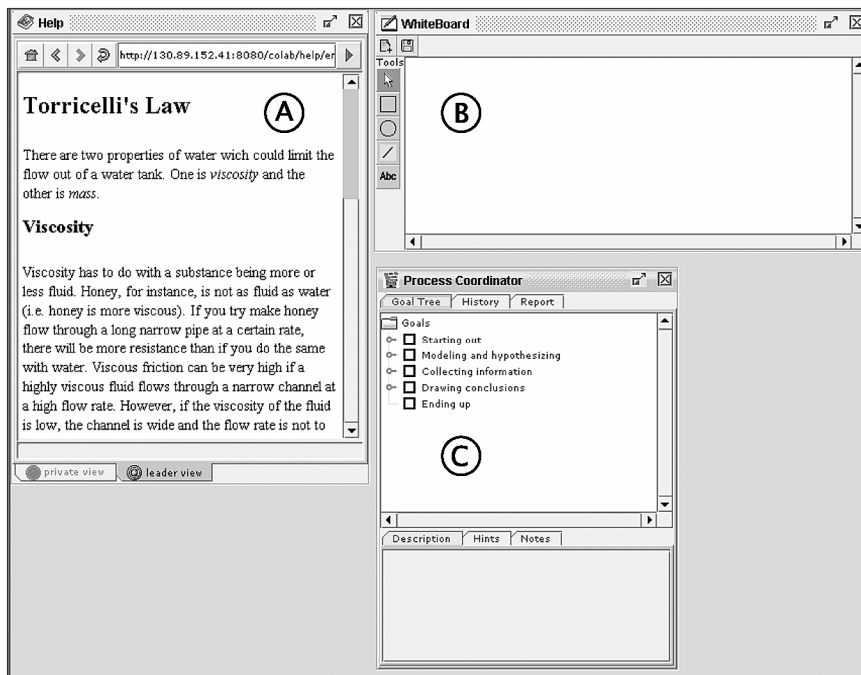 Help
http://130.89.152.41:8080/colab/help/er
Torricelli's Law
A
There are two properties of water wich could limit the
flow out of a water tank. One is viscosity and the
other is mass.
Viscosity
Viscosity has to do with a substance being more or
less fluid. Honey, for instance, is not as fluid as water
(i.e. honey is more viscous). If you try make honey
flow through a long narrow pipe at a certain rate,
there will be more resistance than if you do the same
with water. Viscous friction can be very high if a
highly viscous fluid flows through a narrow channel at
a high flow rate. However, if the viscosity of the fluid
is low, the channel is wide and the flow rate is not to
private view
leader view
WhiteBoard
Tools
Abc
B
Process Coordinator
Goal Tree History Report
Goals
Starting out
Modeling and hypothesizing
Collecting information
Drawing conclusions
Ending up
C
Description Hints Notes